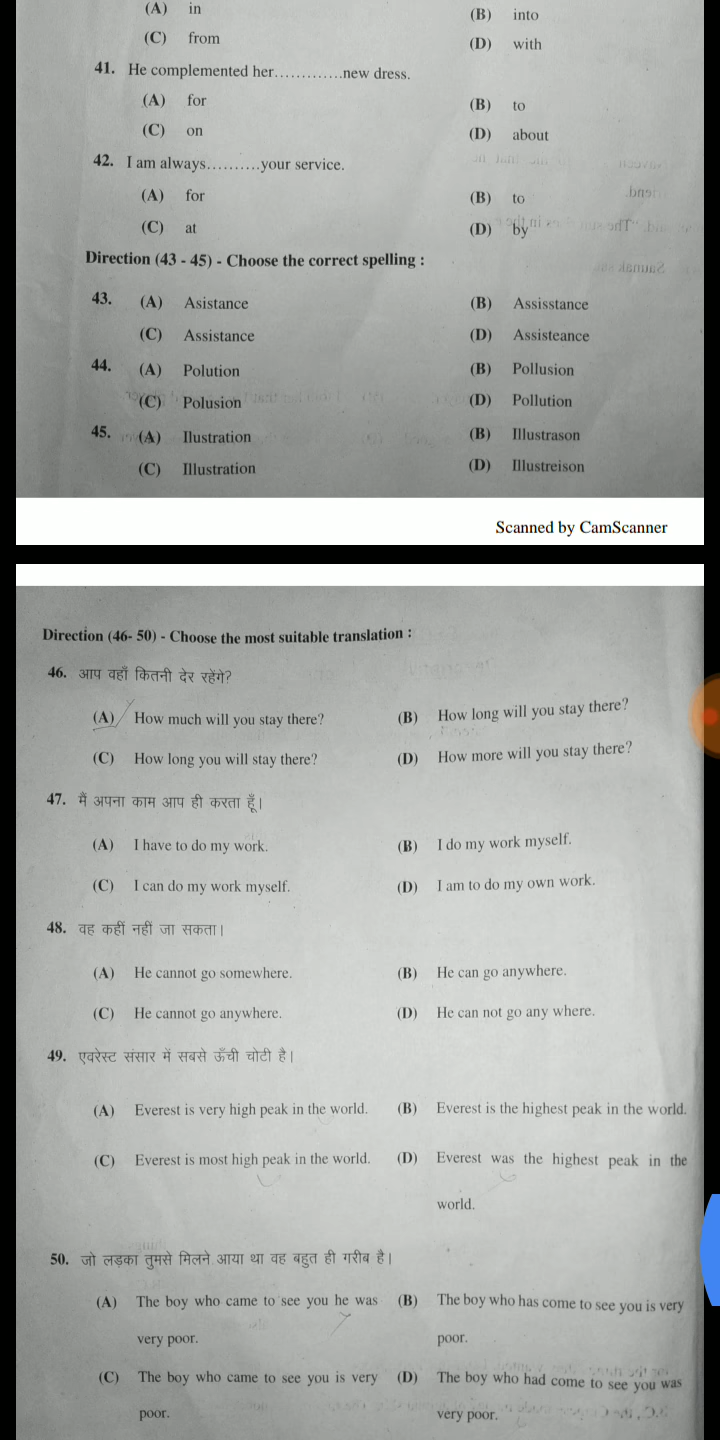 (A) in (B) into
(C) from (D) with
41. He complemented her.............new dress.
(A) for (B) to
(C) on (D) about
42. I am always..........your service.
(A) for (B) to
(C) at (D) by
Direction (43 - 45) - Choose the correct spelling :
43. (A) Asistance (B) Assisstance
(C) Assistance (D) Assisteance
44. (A) Polution (B) Pollusion
(C) Polusion (D) Pollution
45. (A) Ilustration (B) Illustrason
(C) Illustration (D) Illustreison
Scanned by CamScanner
Direction (46- 50) - Choose the most suitable translation :
46. आप वहाँ कितनी देर रहेंगे?
(A) How much will you stay there? (B) How long will you stay there?
(C) How long you will stay there? (D) How more will you stay there?
47. मैं अपना काम आप ही करता हूँ।
(A) I have to do my work. (B) I do my work myself.
(C) I can do my work myself. (D) I am to do my own work.
48. वह कहीं नहीं जा सकता।
(A) He cannot go somewhere. (B) He can go anywhere.
(C) He cannot go anywhere. (D) He can not go any where.
49. एवरेस्ट संसार में सबसे ऊँची चोटी है।
(A) Everest is very high peak in the world. (B) Everest is the highest peak in the world.
(C) Everest is most high peak in the world. (D) Everest was the highest peak in the
world.
50. जो लड़का तुमसे मिलने आया था वह बहुत ही गरीब है।
(A) The boy who came to see you he was (B) The boy who has come to see you is very
very poor. poor.
(C) The boy who came to see you is very (D) The boy who had come to see you was
poor. very poor.